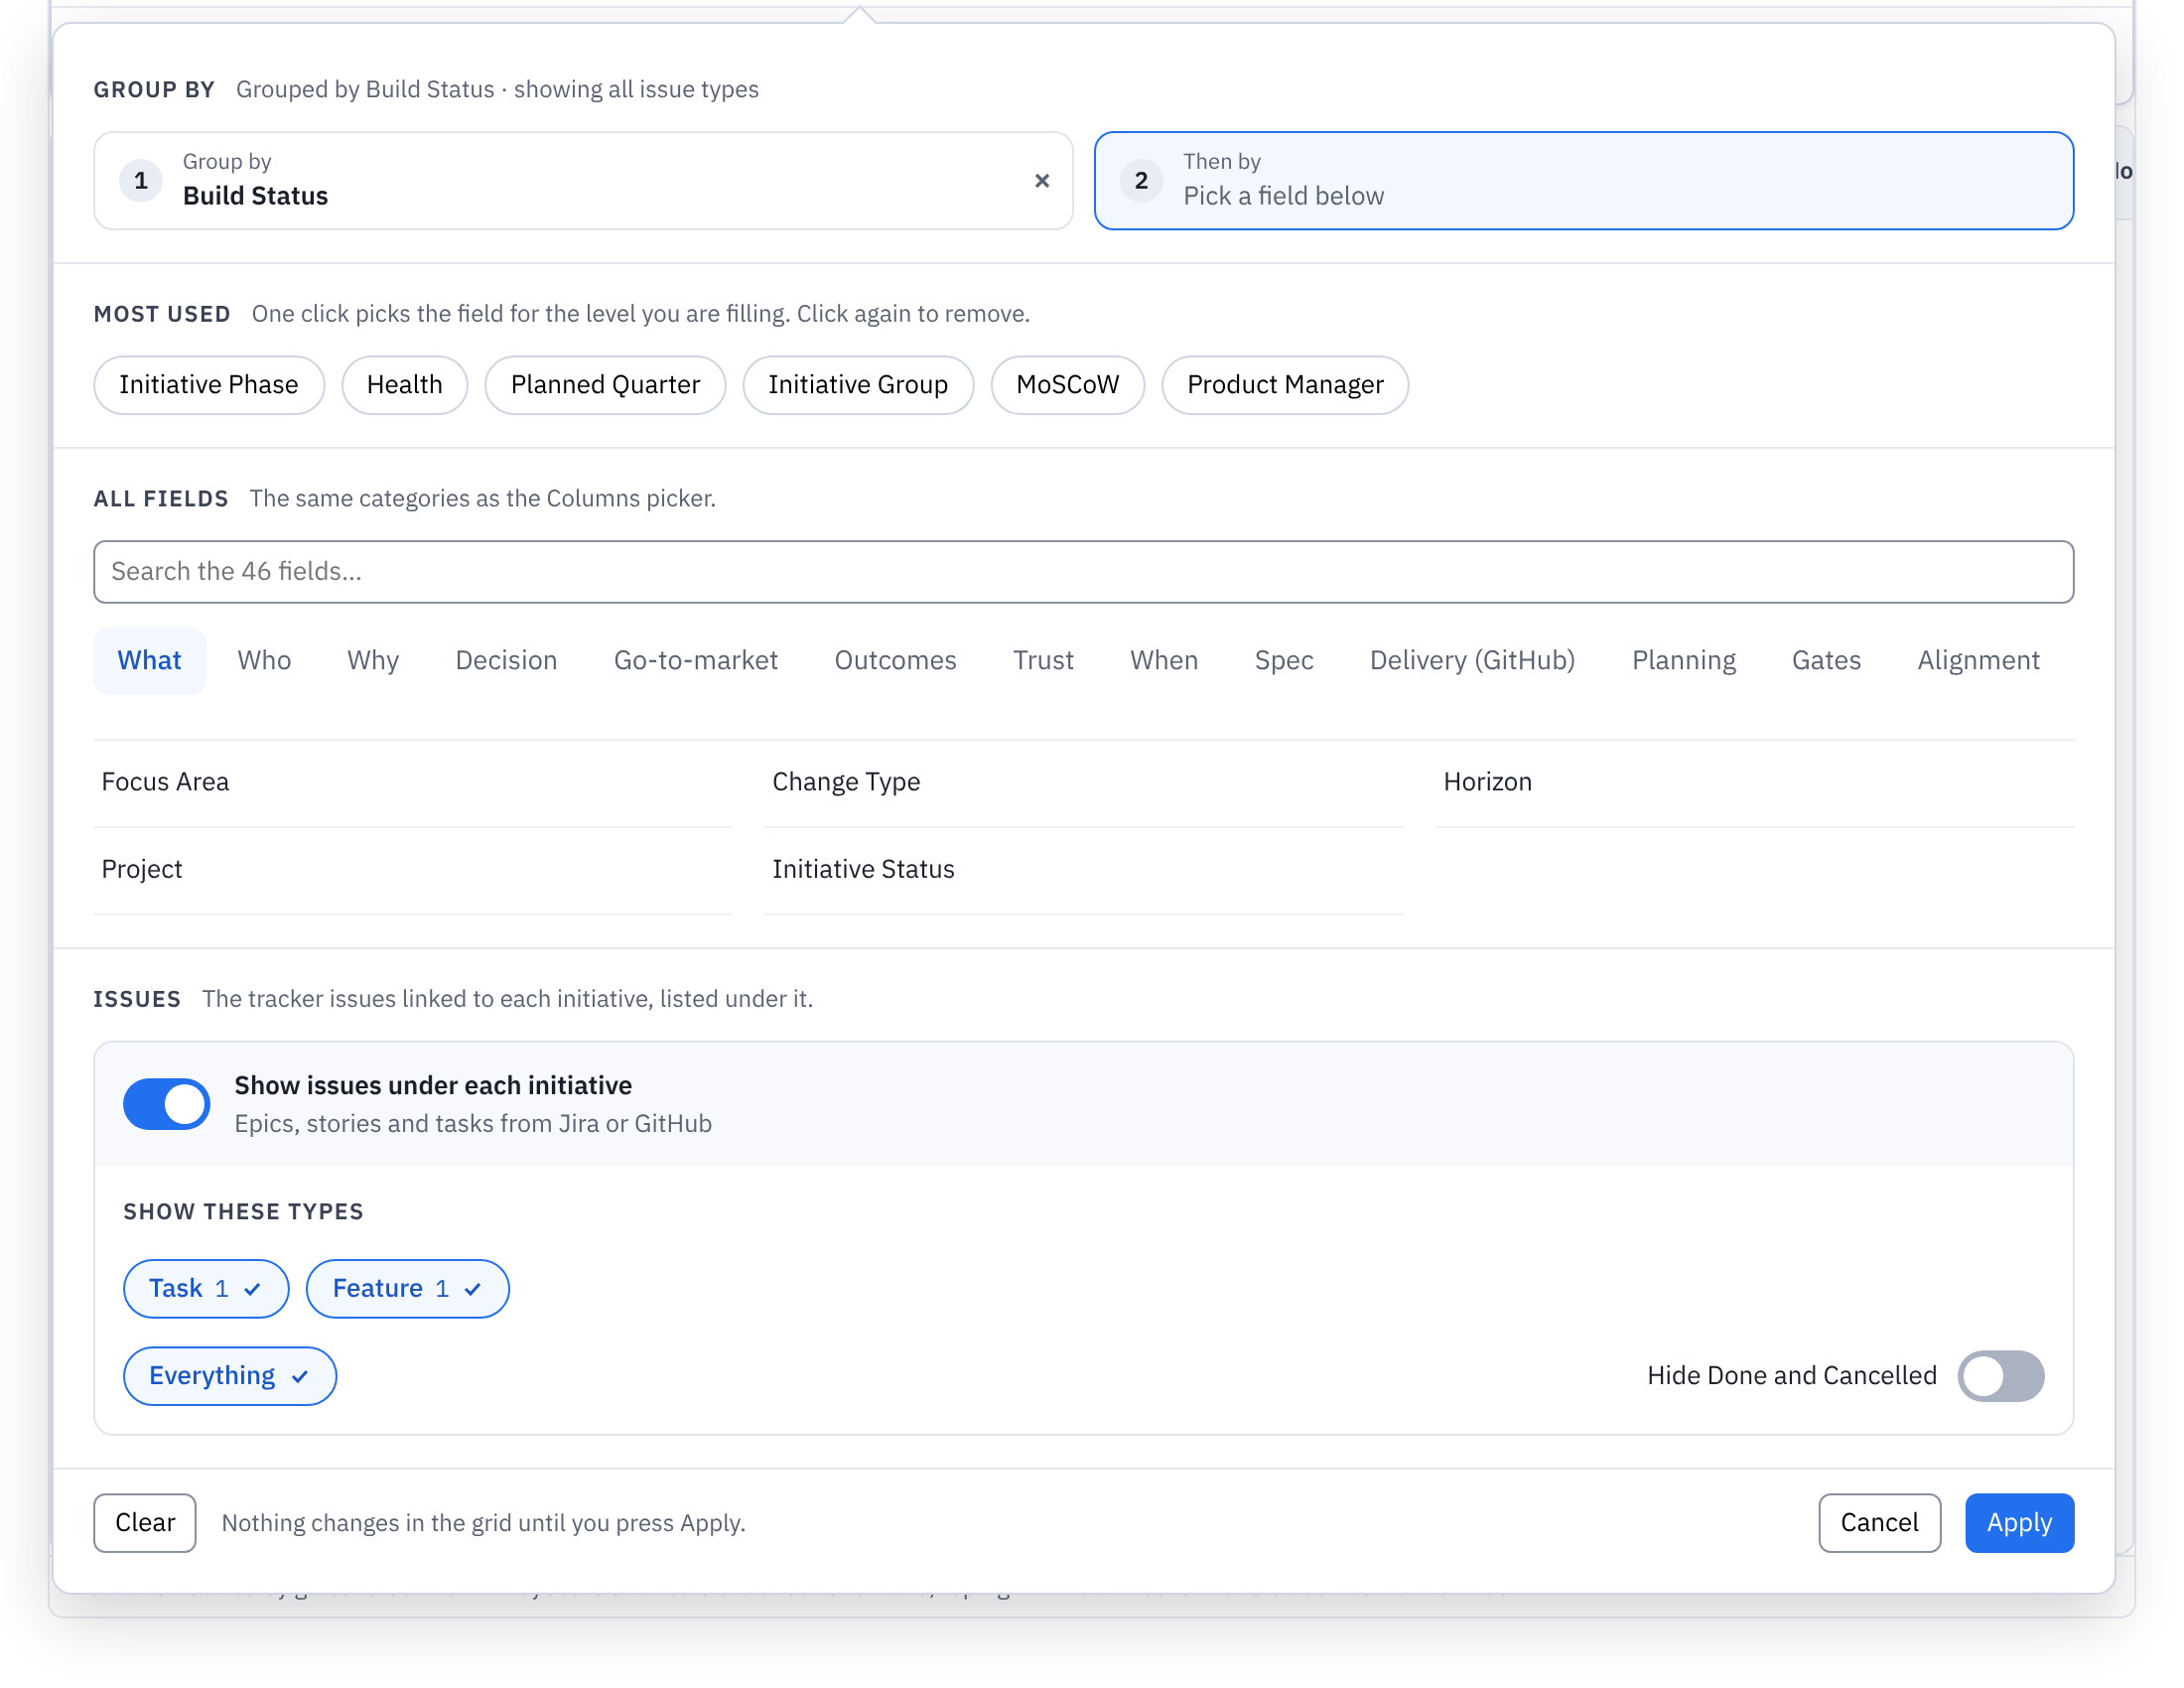 GROUP BY Grouped by Build Status · showing all issue types
1 Group by
Build Status ×
2 Then by
Pick a field below
MOST USED One click picks the field for the level you are filling. Click again to remove.
Initiative Phase Health Planned Quarter Initiative Group MoSCoW Product Manager
ALL FIELDS The same categories as the Columns picker.
Search the 46 fields...
What Who Why Decision Go-to-market Outcomes Trust When Spec Delivery (GitHub) Planning Gates Alignment
Focus Area Change Type Horizon
Project Initiative Status
ISSUES The tracker issues linked to each initiative, listed under it.
Show issues under each initiative
Epics, stories and tasks from Jira or GitHub
SHOW THESE TYPES
Task 1 ✓ Feature 1 ✓
Everything ✓ Hide Done and Cancelled
Clear Nothing changes in the grid until you press Apply. Cancel Apply